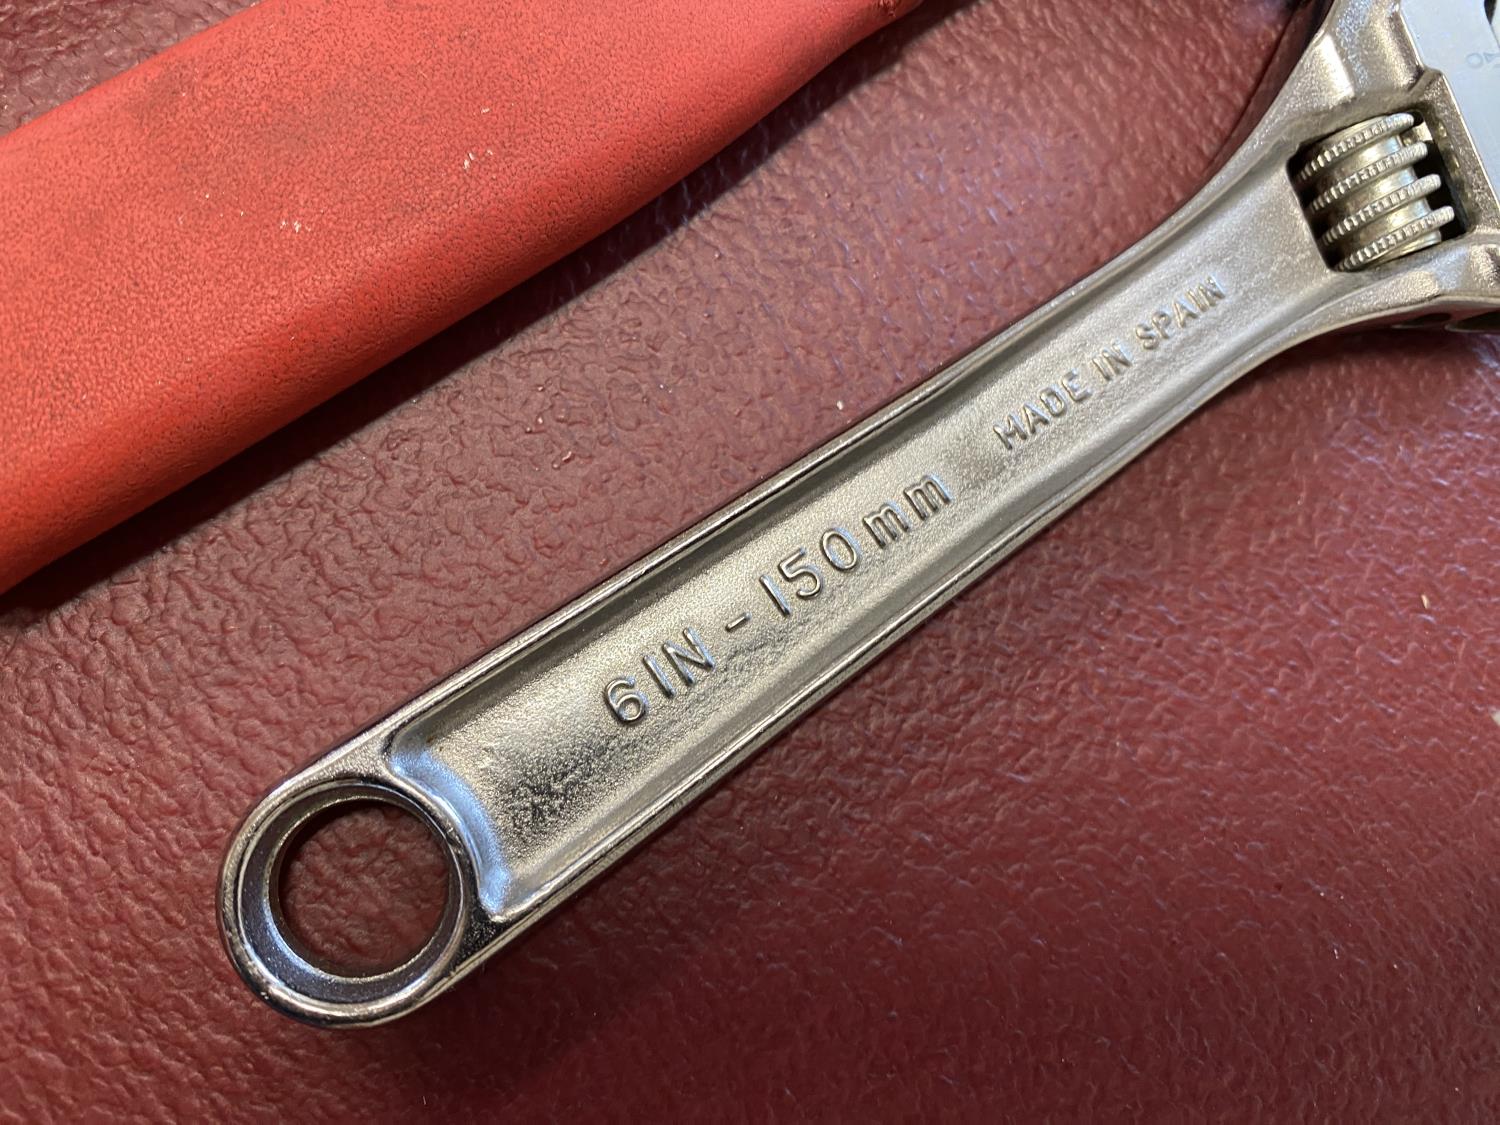 6IN - 150mm MADE IN SPAIN